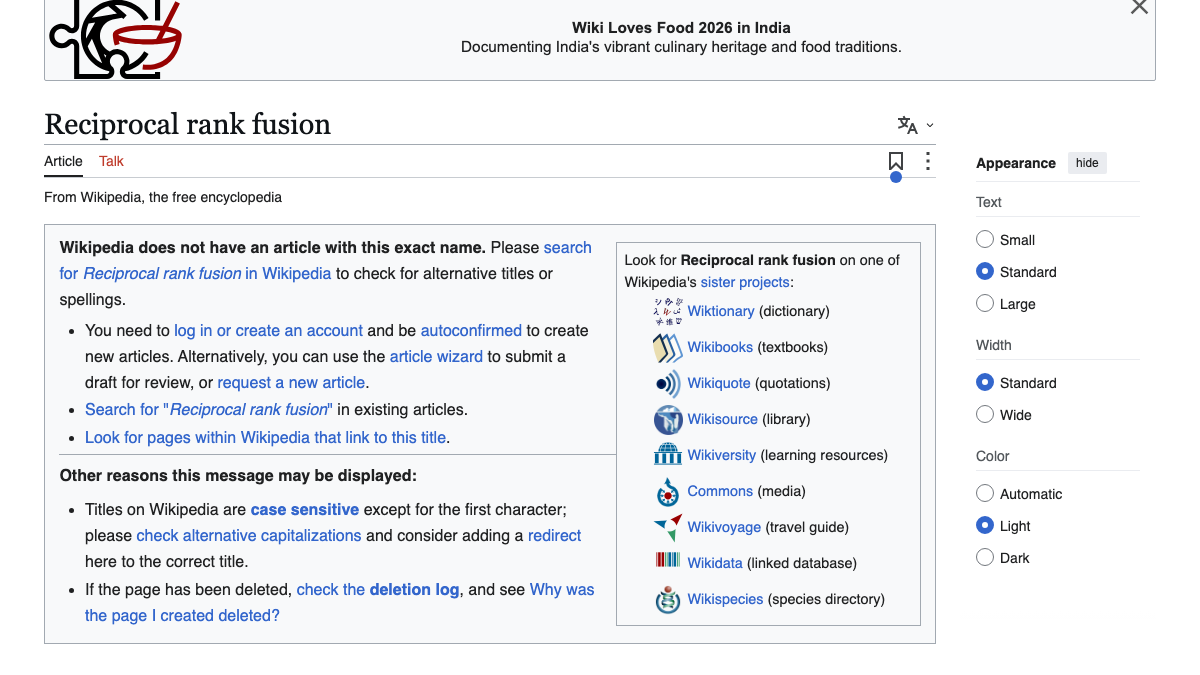 Wiki Loves Food 2026 in India
Documenting India's vibrant culinary heritage and food traditions.
Reciprocal rank fusion
Article Talk
From Wikipedia, the free encyclopedia
Wikipedia does not have an article with this exact name. Please search
for Reciprocal rank fusion in Wikipedia to check for alternative titles or
spellings.
• You need to log in or create an account and be autoconfirmed to create
new articles. Alternatively, you can use the article wizard to submit a
draft for review, or request a new article.
• Search for "Reciprocal rank fusion" in existing articles.
• Look for pages within Wikipedia that link to this title.
Other reasons this message may be displayed:
• Titles on Wikipedia are case sensitive except for the first character;
please check alternative capitalizations and consider adding a redirect
here to the correct title.
• If the page has been deleted, check the deletion log, and see Why was
the page I created deleted?
Look for Reciprocal rank fusion on one of
Wikipedia's sister projects:
Wiktionary (dictionary)
Wikibooks (textbooks)
Wikiquote (quotations)
Wikisource (library)
Wikiversity (learning resources)
Commons (media)
Wikivoyage (travel guide)
Wikidata (linked database)
Wikispecies (species directory)
Appearance hide
Text
Small
Standard
Large
Width
Standard
Wide
Color
Automatic
Light
Dark